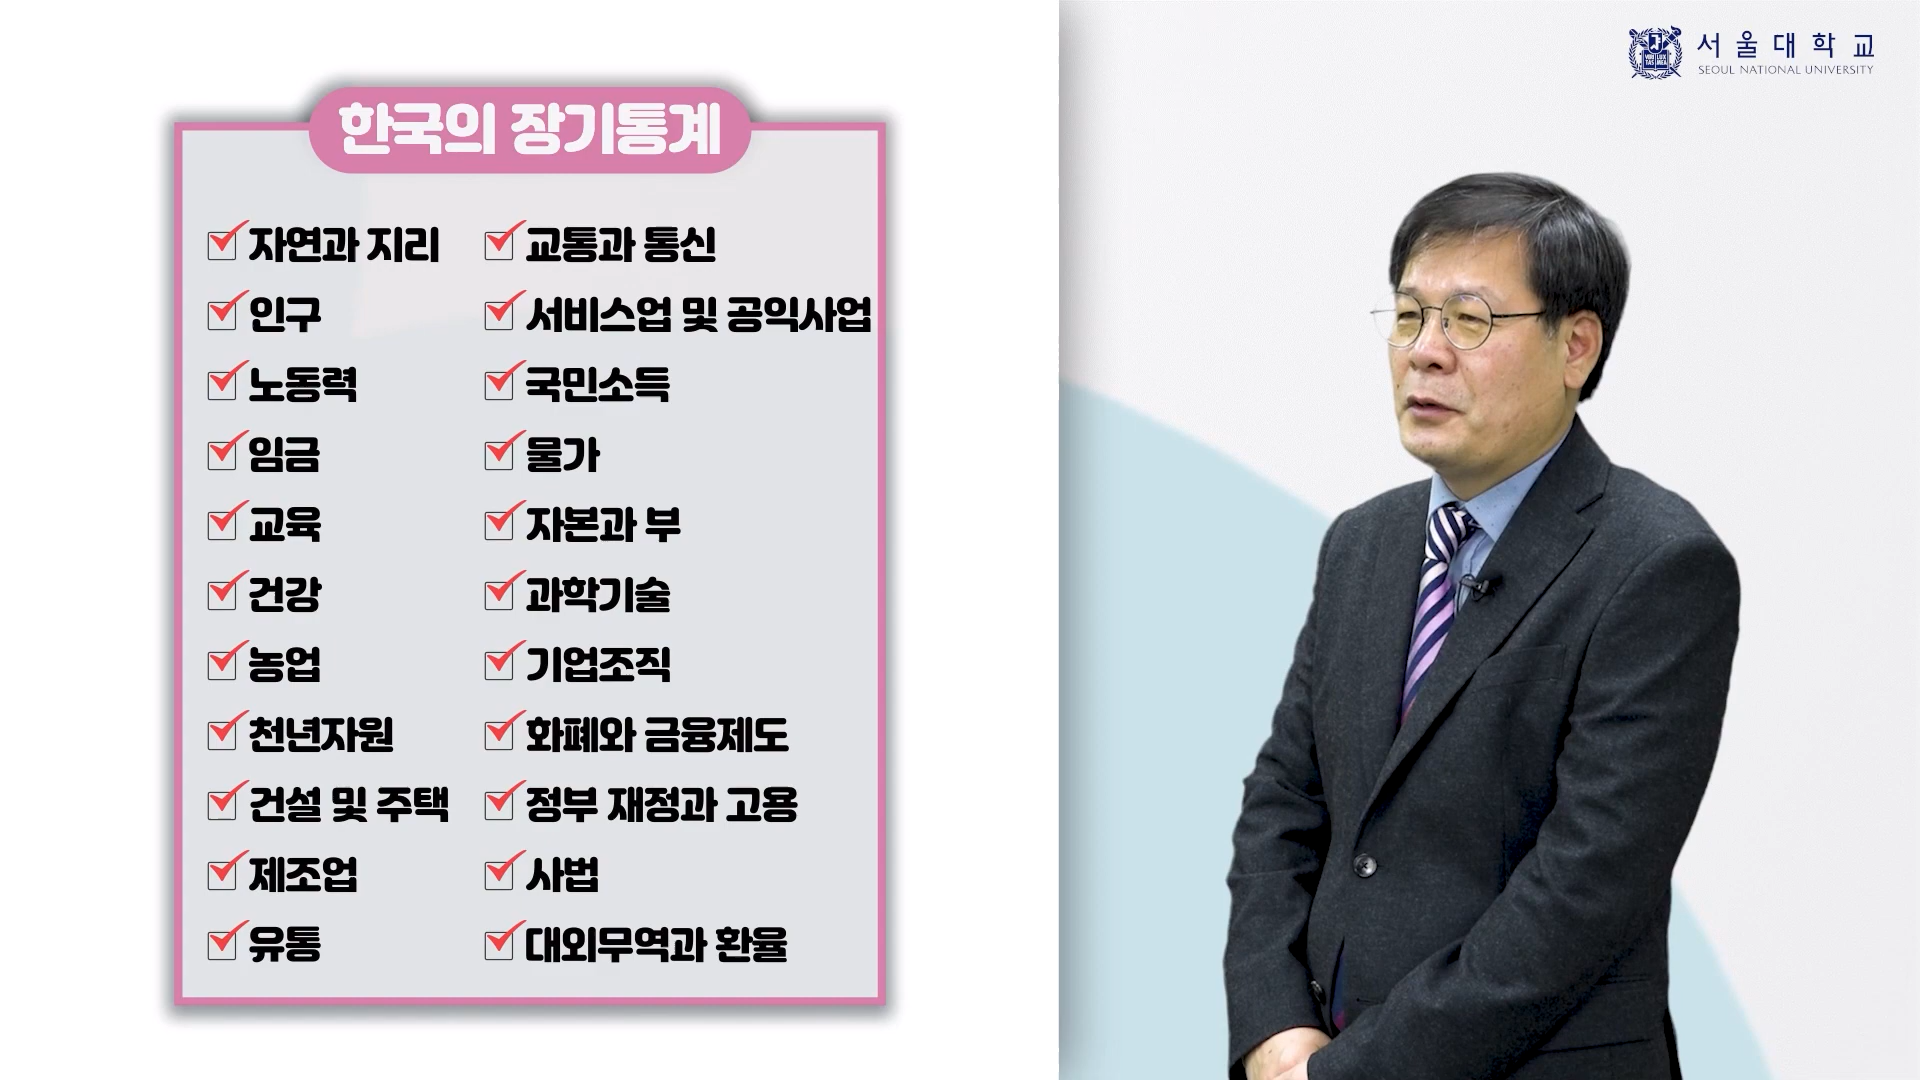 한국의 장기통계
자연과 지리
인구
노동력
임금
교육
건강
농업
천년자원
건설 및 주택
제조업
유통
교통과 통신
서비스업 및 공익사업
국민소득
물가
자본과 부
과학기술
기업조직
화폐와 금융제도
정부 재정과 고용
사법
대외무역과 환율
서울대학교
SEOUL NATIONAL UNIVERSITY